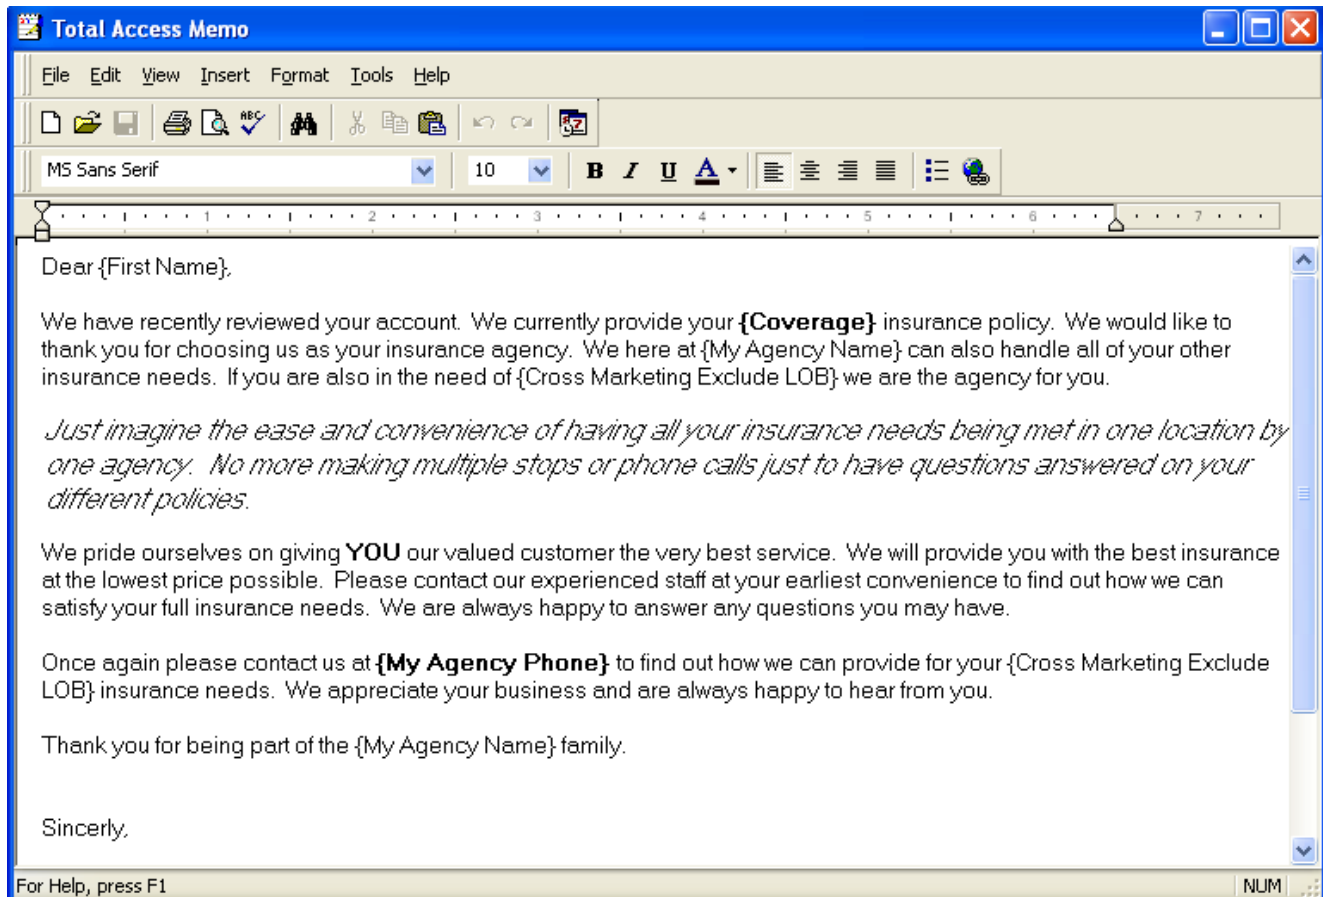 Total Access Memo
File Edit View Insert Format Tools Help
ABC
MS Sans Serif 10 B I U A
1 2 3 4 5 6 7
Dear {First Name},
We have recently reviewed your account.  We currently provide your {Coverage} insurance policy.  We would like to
thank you for choosing us as your insurance agency.  We here at {My Agency Name} can also handle all of your other
insurance needs.  If you are also in the need of {Cross Marketing Exclude LOB} we are the agency for you.
Just imagine the ease and convenience of having all your insurance needs being met in one location by
one agency.  No more making multiple stops or phone calls just to have questions answered on your
different policies.
We pride ourselves on giving YOU our valued customer the very best service.  We will provide you with the best insurance
at the lowest price possible.  Please contact our experienced staff at your earliest convenience to find out how we can
satisfy your full insurance needs.  We are always happy to answer any questions you may have.
Once again please contact us at {My Agency Phone} to find out how we can provide for your {Cross Marketing Exclude
LOB} insurance needs.  We appreciate your business and are always happy to hear from you.
Thank you for being part of the {My Agency Name} family.
Sincerly,
For Help, press F1 NUM